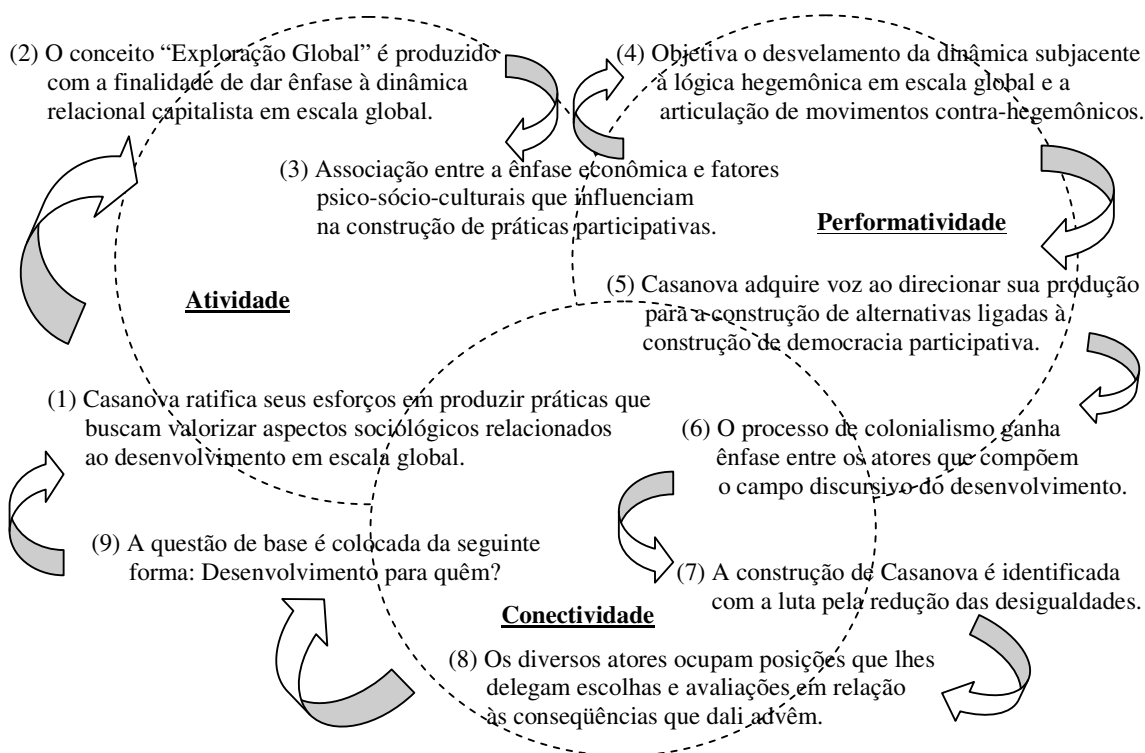 (2) O conceito “Exploração Global” é produzido
com a finalidade de dar ênfase à dinâmica
relacional capitalista em escala global.
(4) Objetiva o desvelamento da dinâmica subjacente
à lógica hegemônica em escala global e a
articulação de movimentos contra-hegemônicos.
(3) Associação entre a ênfase econômica e fatores
psico-sócio-culturais que influenciam
na construção de práticas participativas.
Performatividade
Atividade
(5) Casanova adquire voz ao direcionar sua produção
para a construção de alternativas ligadas à
construção de democracia participativa.
(1) Casanova ratifica seus esforços em produzir práticas que
buscam valorizar aspectos sociológicos relacionados
ao desenvolvimento em escala global.
(6) O processo de colonialismo ganha
ênfase entre os atores que compõem
o campo discursivo do desenvolvimento.
(9) A questão de base é colocada da seguinte
forma: Desenvolvimento para quêm?
(7) A construção de Casanova é identificada
com a luta pela redução das desigualdades.
Conectividade
(8) Os diversos atores ocupam posições que lhes
delegam escolhas e avaliações em relação
às conseqüências que dali advêm.